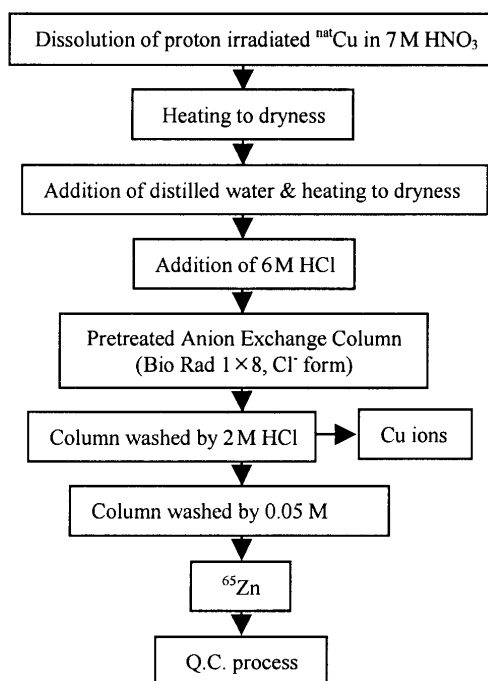 Dissolution of proton irradiated ⁿᵃᵗCu in 7 M HNO₃
Heating to dryness
Addition of distilled water & heating to dryness
Addition of 6 M HCl
Pretreated Anion Exchange Column
(Bio Rad 1×8, Cl⁻ form)
Column washed by 2 M HCl
Cu ions
Column washed by 0.05 M
⁶⁵Zn
Q.C. process